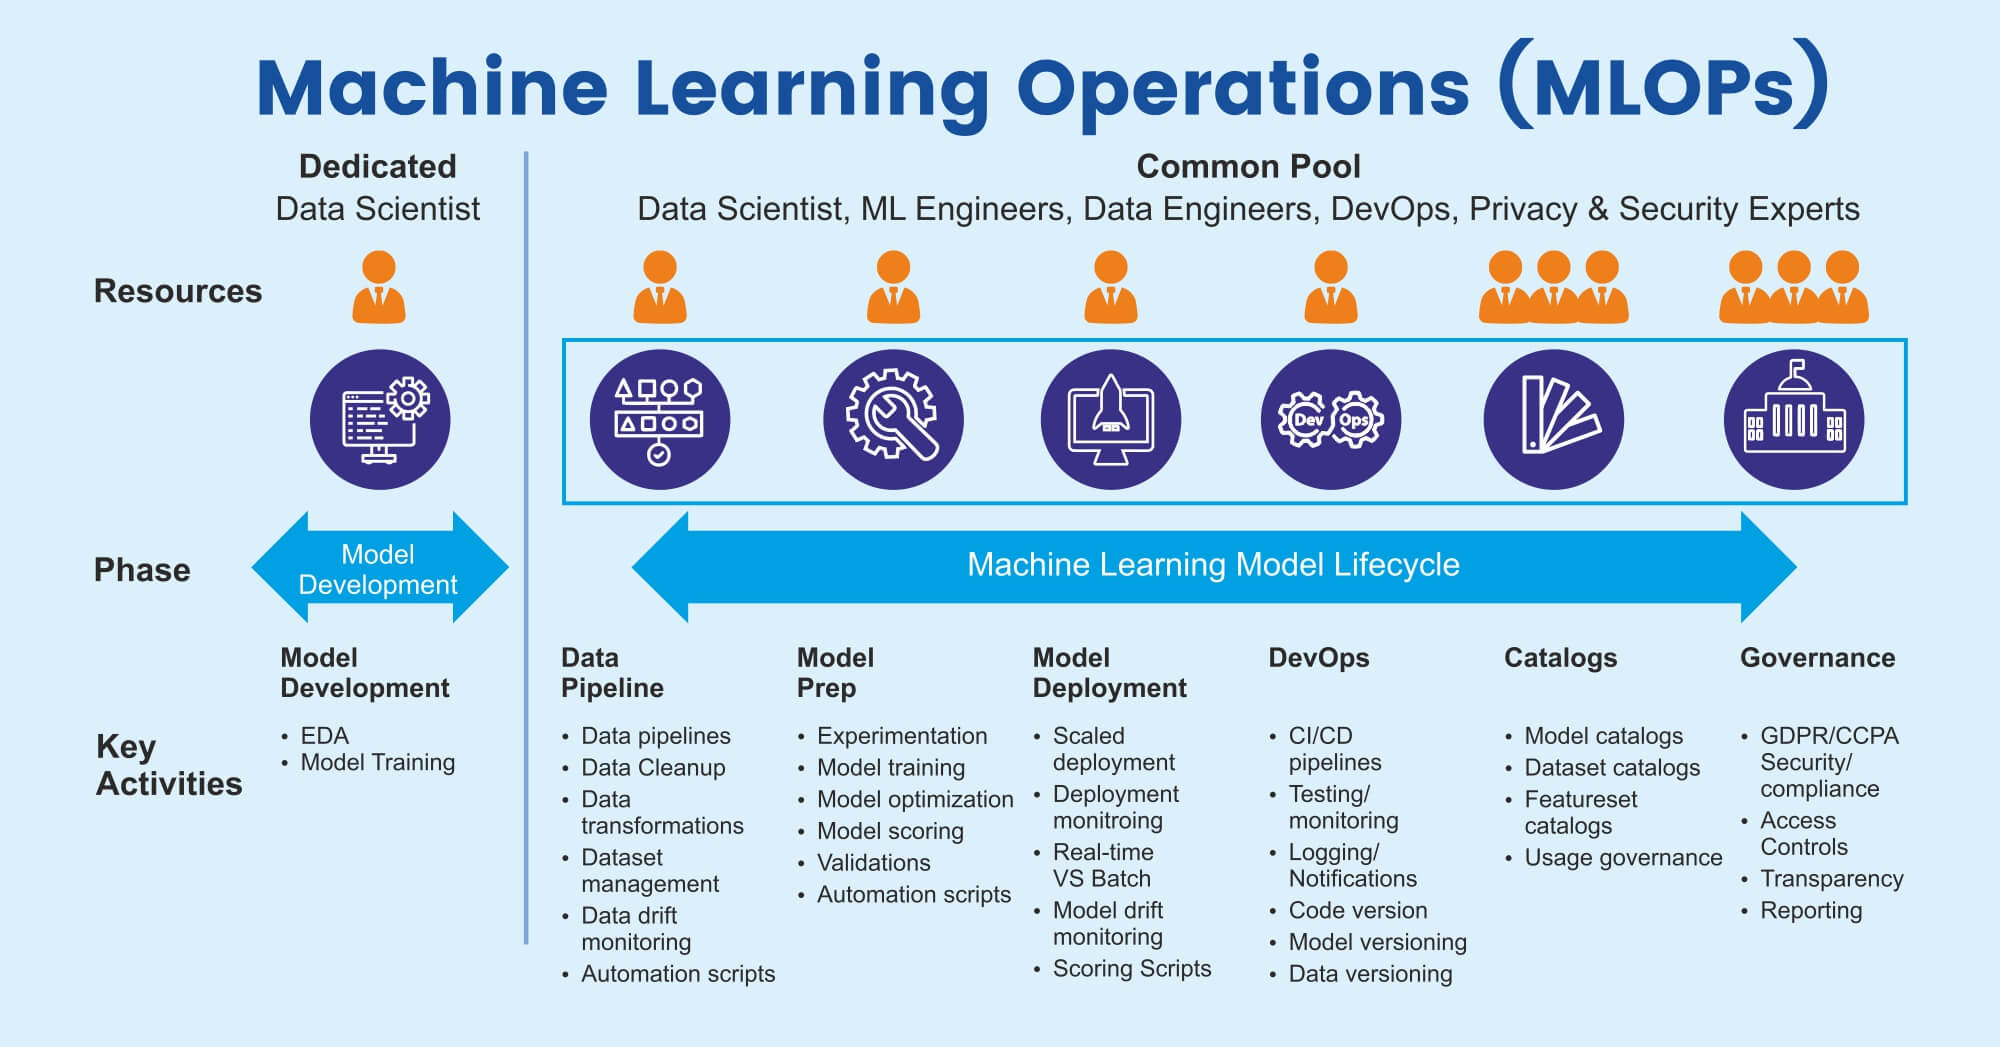 Machine Learning Operations (MLOPs)
Dedicated
Data Scientist
Common Pool
Data Scientist, ML Engineers, Data Engineers, DevOps, Privacy & Security Experts
Resources
Dev
Ops
Phase
Model
Development
Machine Learning Model Lifecycle
Key
Activities
Model
Development
• EDA
• Model Training
Data
Pipeline
• Data pipelines
• Data Cleanup
• Data
transformations
• Dataset
management
• Data drift
monitoring
• Automation scripts
Model
Prep
• Experimentation
• Model training
• Model optimization
• Model scoring
• Validations
• Automation scripts
Model
Deployment
• Scaled
deployment
• Deployment
monitroing
• Real-time
VS Batch
• Model drift
monitoring
• Scoring Scripts
DevOps
• CI/CD
pipelines
• Testing/
monitoring
• Logging/
Notifications
• Code version
• Model versioning
• Data versioning
Catalogs
• Model catalogs
• Dataset catalogs
• Featureset
catalogs
• Usage governance
Governance
• GDPR/CCPA
Security/
compliance
• Access
Controls
• Transparency
• Reporting